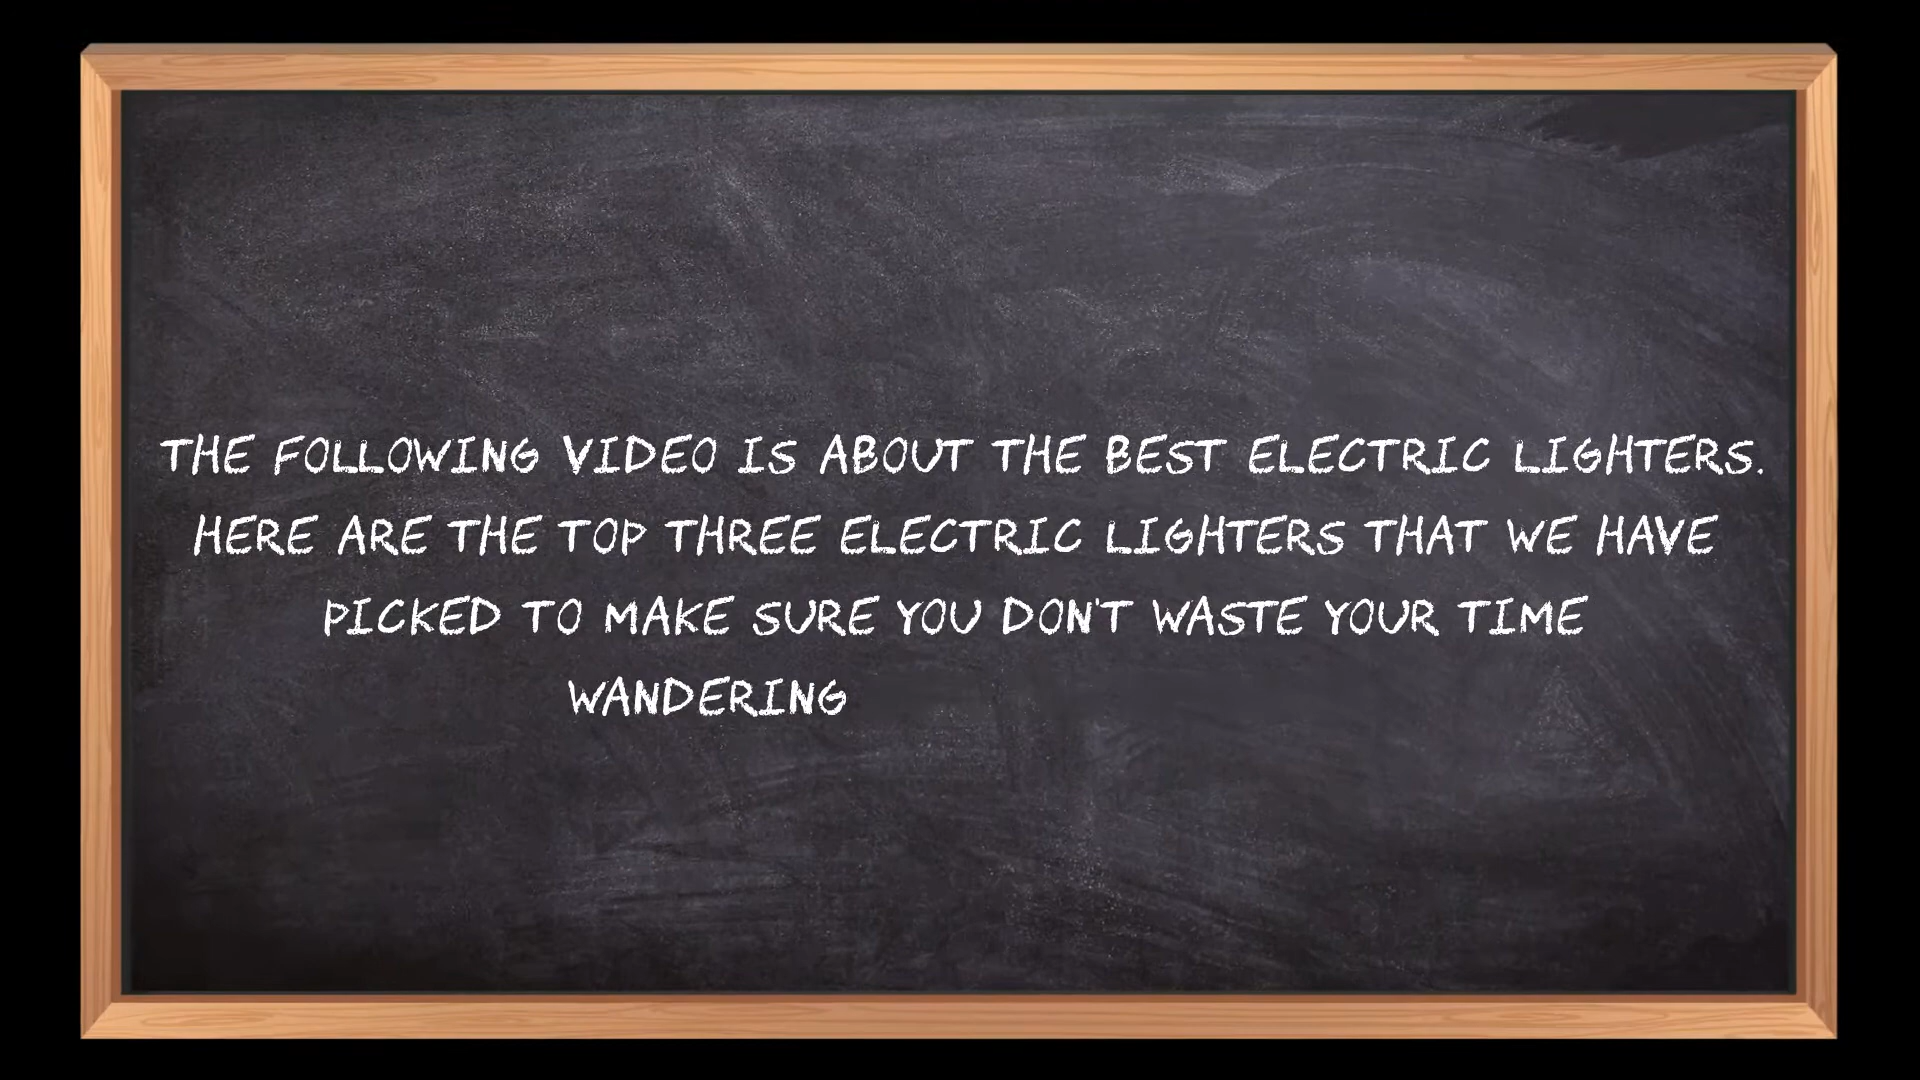 THE FOLLOWING VIDEO IS ABOUT THE BEST ELECTRIC LIGHTERS.
HERE ARE THE TOP THREE ELECTRIC LIGHTERS THAT WE HAVE
PICKED TO MAKE SURE YOU DON'T WASTE YOUR TIME
WANDERING